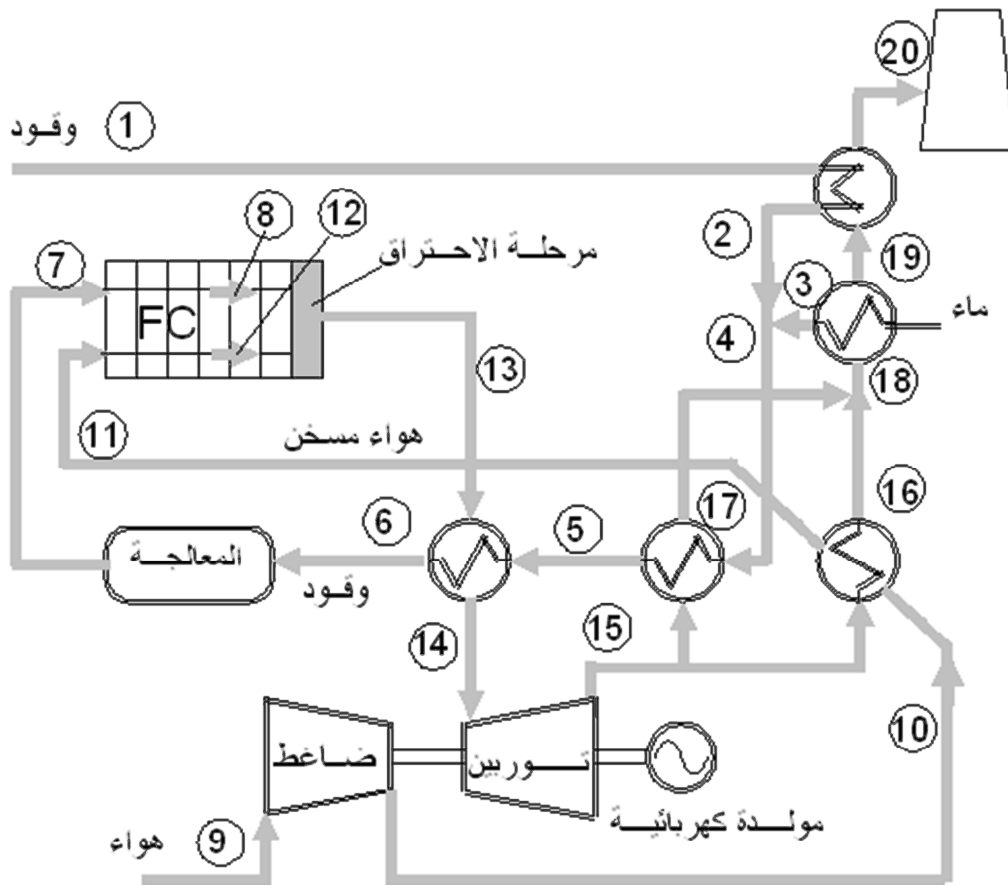 20
وقود 1
8 12
مرحلة الاحتراق
7
2
19
3
ماء
FC
4
13
18
11
هواء مسخن
16
6
5
17
المعالجة
وقود
14
15
10
ضاغط
توربين
مولدة كهربائية
هواء 9